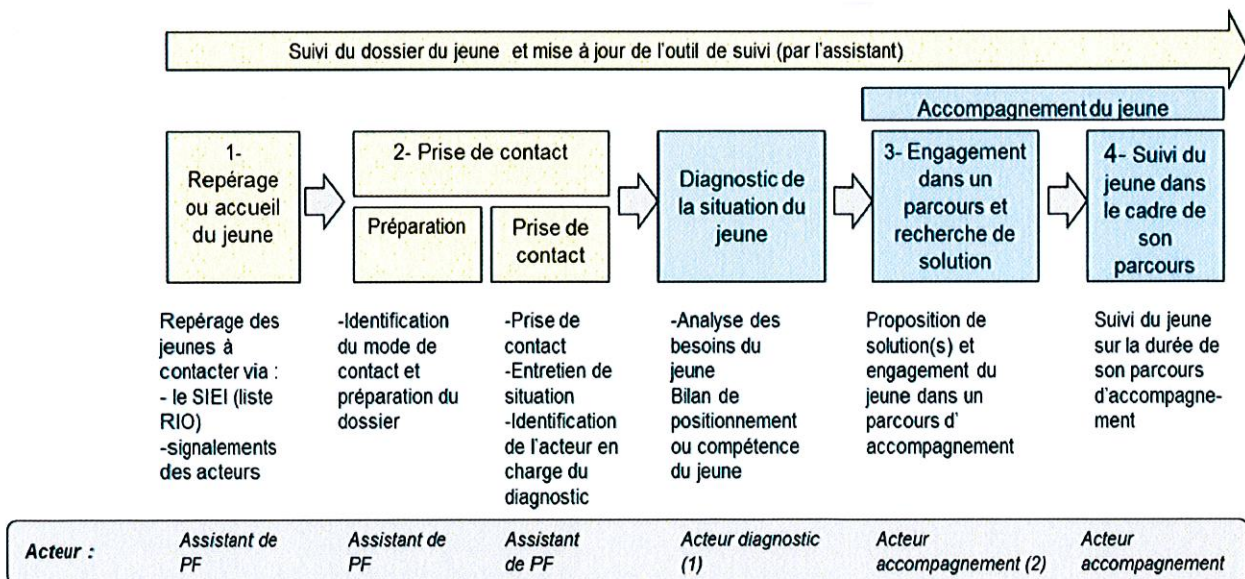 Suivi du dossier du jeune et mise à jour de l'outil de suivi (par l'assistant)
Accompagnement du jeune
1-
Repérage
ou accueil
du jeune
2- Prise de contact
Préparation
Prise de
contact
Diagnostic de
la situation du
jeune
3- Engagement
dans un
parcours et
recherche de
solution
4- Suivi du
jeune dans
le cadre de
son
parcours
Repérage des
jeunes à
contacter via :
- le SIEI (liste
RIO)
-signalements
des acteurs
-Identification
du mode de
contact et
préparation du
dossier
-Prise de
contact
-Entretien de
situation
-Identification
de l'acteur en
charge du
diagnostic
-Analyse des
besoins du
jeune
Bilan de
positionnement
ou compétence
du jeune
Proposition de
solution(s) et
engagement du
jeune dans un
parcours d'
accompagnement
Suivi du jeune
sur la durée de
son parcours
d'accompagne-
ment
Acteur :
Assistant de
PF
Assistant de
PF
Assistant
de PF
Acteur diagnostic
(1)
Acteur
accompagnement (2)
Acteur
accompagnement